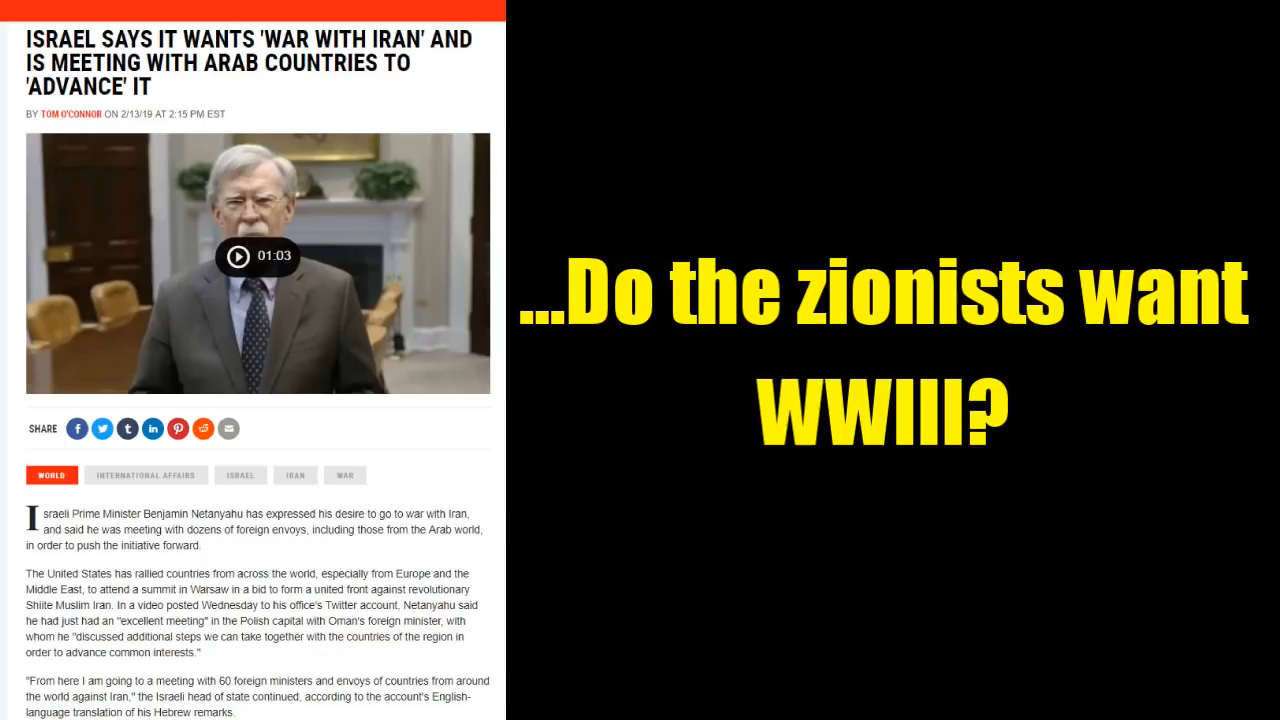 ISRAEL SAYS IT WANTS 'WAR WITH IRAN' AND
IS MEETING WITH ARAB COUNTRIES TO
'ADVANCE' IT
BY TOM O'CONNOR ON 2/13/19 AT 2:15 PM EST
01:03
SHARE
WORLD INTERNATIONAL AFFAIRS ISRAEL IRAN WAR
Israeli Prime Minister Benjamin Netanyahu has expressed his desire to go to war with Iran,
and said he was meeting with dozens of foreign envoys, including those from the Arab world,
in order to push the initiative forward.
The United States has rallied countries from across the world, especially from Europe and the
Middle East, to attend a summit in Warsaw in a bid to form a united front against revolutionary
Shiite Muslim Iran. In a video posted Wednesday to his office's Twitter account, Netanyahu said
he had just had an "excellent meeting" in the Polish capital with Oman's foreign minister, with
whom he "discussed additional steps we can take together with the countries of the region in
order to advance common interests."
"From here I am going to a meeting with 60 foreign ministers and envoys of countries from around
the world against Iran," the Israeli head of state continued, according to the account's English-
language translation of his Hebrew remarks.
...Do the zionists want
WWIII?